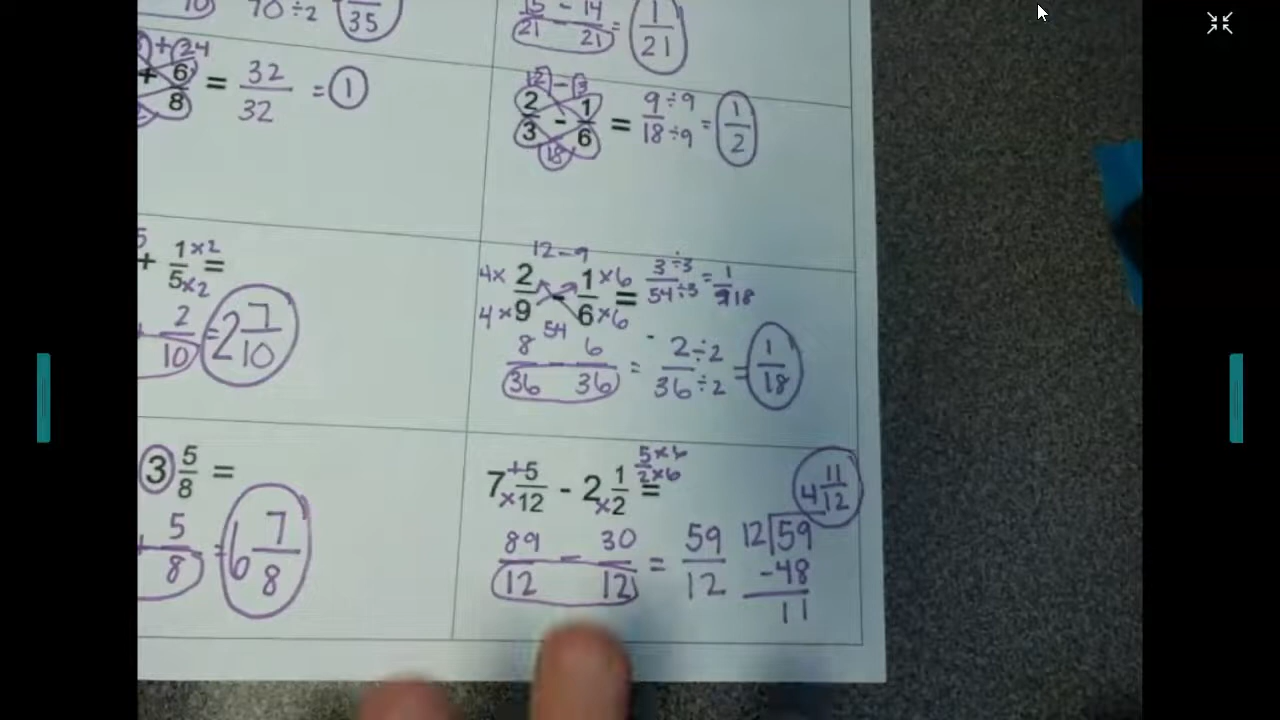 10 70÷2 35
15 - 14 = 1
21 21 21
+ 24
+ 6/8 = 32/32 = 1
12 - 3
2/3 - 1/6 = 9÷9/18÷9 = 1/2
18
+ 1×2/5×2 =
2/10 = 2 7/10
12-9
4× 2/9 - 1/6 ×6 = 3÷3/54÷3 = 1/18
4× ×6
54
8/36 - 6/36 = 2÷2/36÷2 = 1/18
3 5/8 =
+ 5/8 = 6 7/8
7 + 5/12 - 2 1/2 = 5/2×6 4 11/12
× ×2
89/12 - 30/12 = 59/12 12 59
-48
11